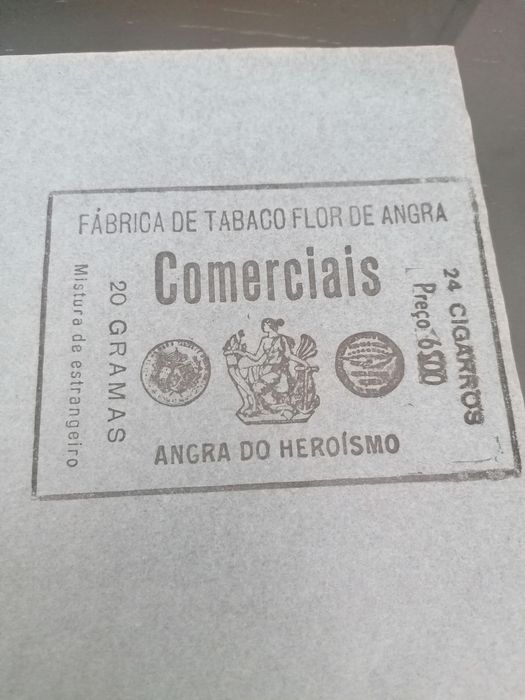 FÁBRICA DE TABACO FLOR DE ANGRA
Comerciais
Mistura de estrangeiro
20 GRAMAS
24 CIGARROS
Preço: 6$00
ANGRA DO HEROÍSMO